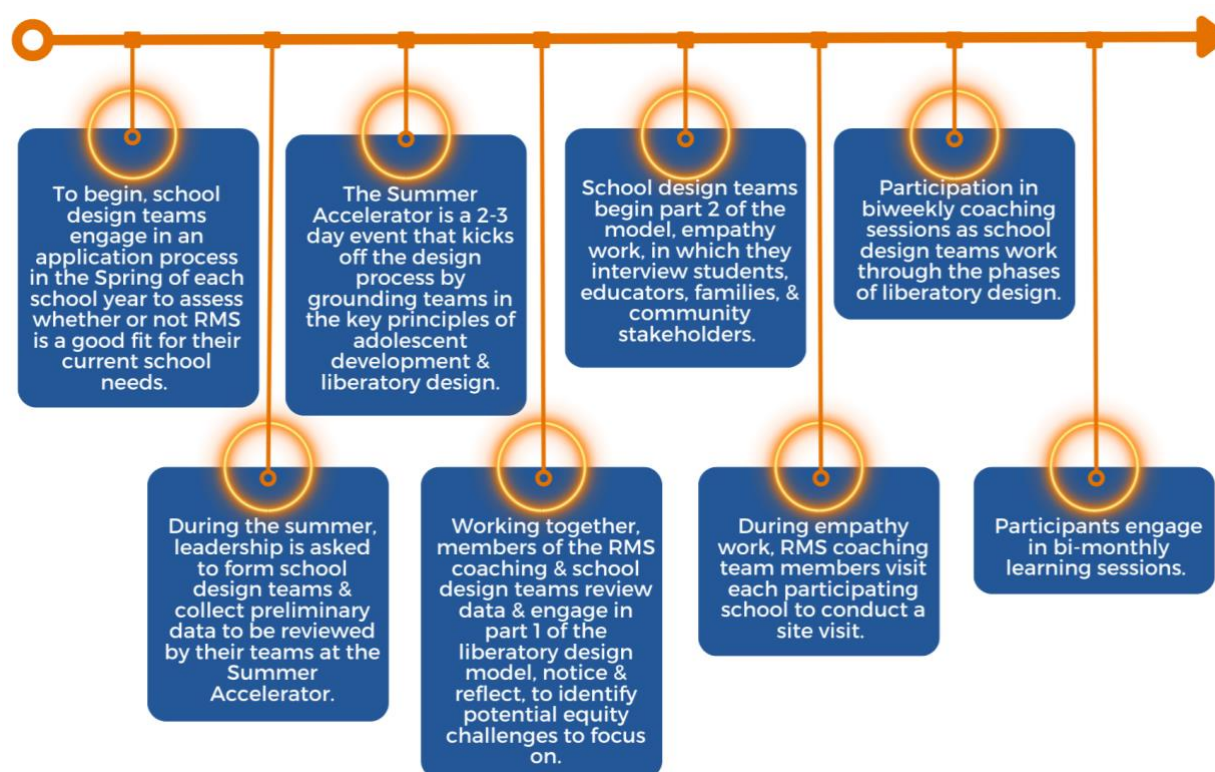 To begin, school
design teams
engage in an
application process
in the Spring of each
school year to assess
whether or not RMS
is a good fit for their
current school
needs.
During the summer,
leadership is asked
to form school
design teams &
collect preliminary
data to be reviewed
by their teams at the
Summer
Accelerator.
The Summer
Accelerator is a 2-3
day event that kicks
off the design
process by
grounding teams in
the key principles of
adolescent
development &
liberatory design.
Working together,
members of the RMS
coaching & school
design teams review
data & engage in
part 1 of the
liberatory design
model, notice &
reflect, to identify
potential equity
challenges to focus
on.
School design teams
begin part 2 of the
model, empathy
work, in which they
interview students,
educators, families, &
community
stakeholders.
During empathy
work, RMS coaching
team members visit
each participating
school to conduct a
site visit.
Participation in
biweekly coaching
sessions as school
design teams work
through the phases
of liberatory design.
Participants engage
in bi-monthly
learning sessions.